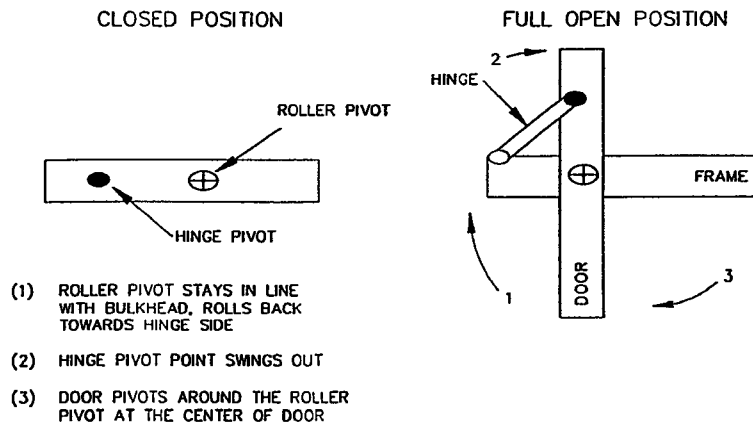 CLOSED POSITION
ROLLER PIVOT
HINGE PIVOT
FULL OPEN POSITION
2
HINGE
FRAME
DOOR
1
3
(1) ROLLER PIVOT STAYS IN LINE
WITH BULKHEAD, ROLLS BACK
TOWARDS HINGE SIDE
(2) HINGE PIVOT POINT SWINGS OUT
(3) DOOR PIVOTS AROUND THE ROLLER
PIVOT AT THE CENTER OF DOOR